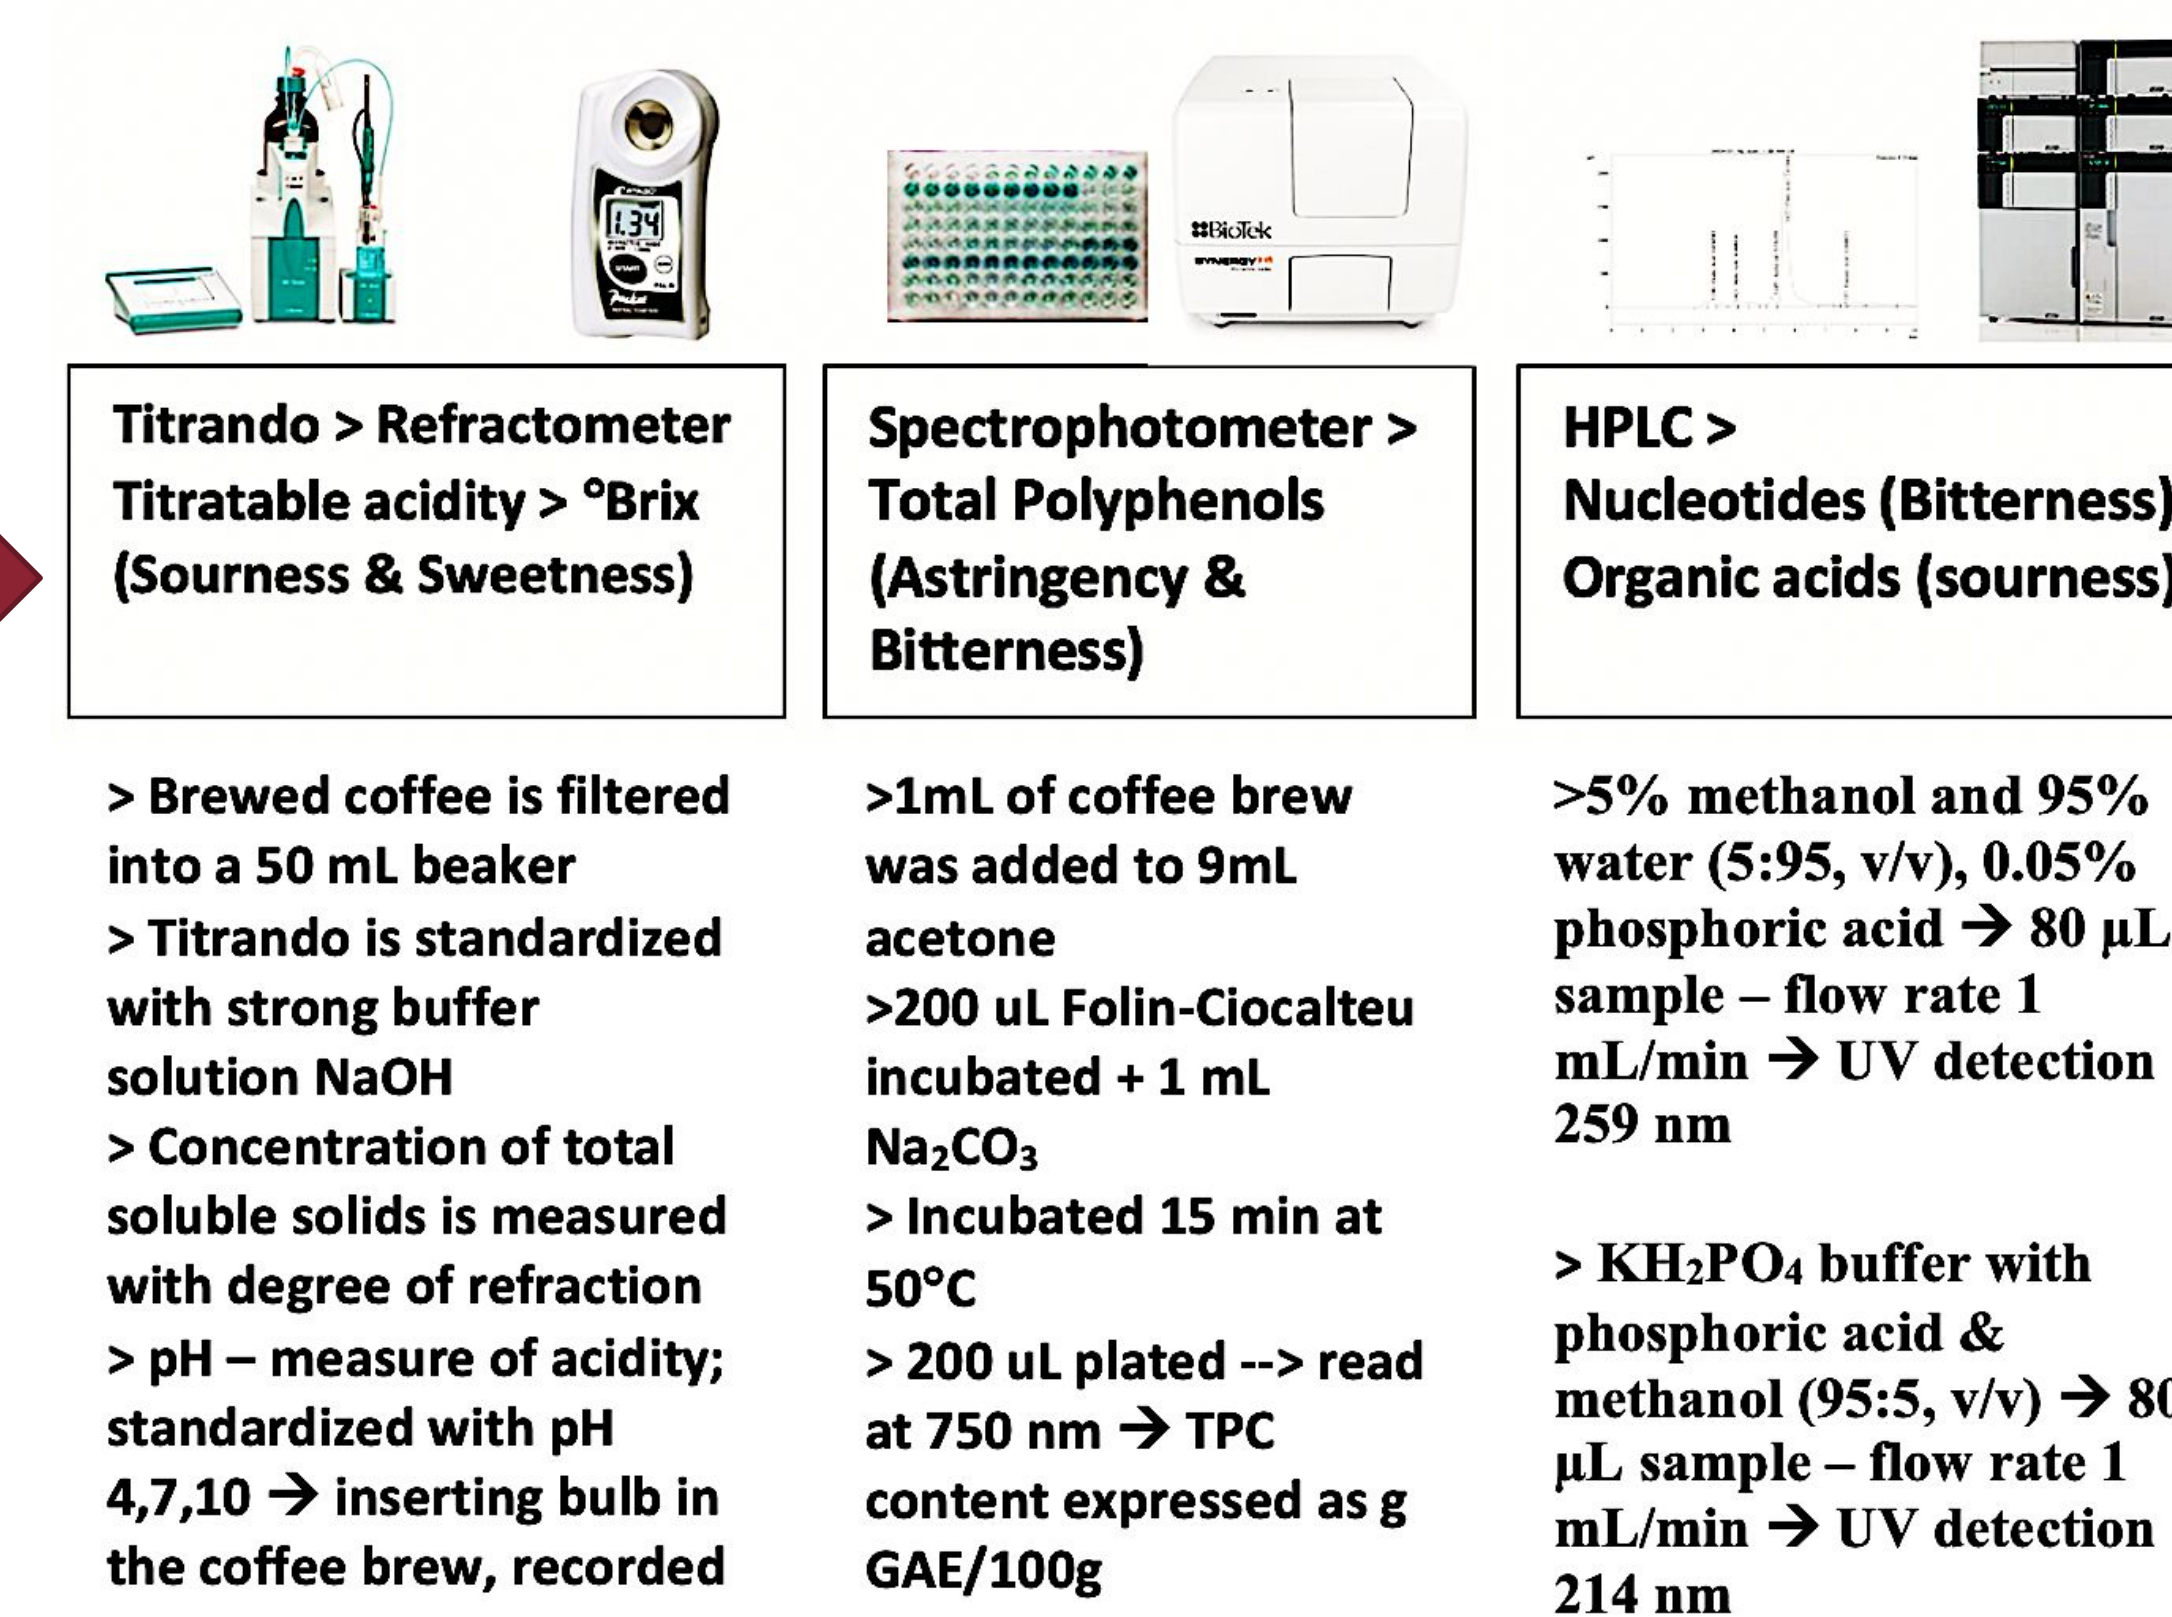 1.34
START
Pocket
BioTek
SYNERGY H1
Titrando > Refractometer
Titratable acidity > °Brix
(Sourness & Sweetness)
Spectrophotometer >
Total Polyphenols
(Astringency &
Bitterness)
HPLC >
Nucleotides (Bitterness)
Organic acids (sourness)
> Brewed coffee is filtered
into a 50 mL beaker
> Titrando is standardized
with strong buffer
solution NaOH
> Concentration of total
soluble solids is measured
with degree of refraction
> pH – measure of acidity;
standardized with pH
4,7,10 → inserting bulb in
the coffee brew, recorded
>1mL of coffee brew
was added to 9mL
acetone
>200 uL Folin-Ciocalteu
incubated + 1 mL
Na₂CO₃
> Incubated 15 min at
50°C
> 200 uL plated --> read
at 750 nm → TPC
content expressed as g
GAE/100g
>5% methanol and 95%
water (5:95, v/v), 0.05%
phosphoric acid → 80 µL
sample – flow rate 1
mL/min → UV detection
259 nm
> KH₂PO₄ buffer with
phosphoric acid &
methanol (95:5, v/v) → 80
µL sample – flow rate 1
mL/min → UV detection
214 nm